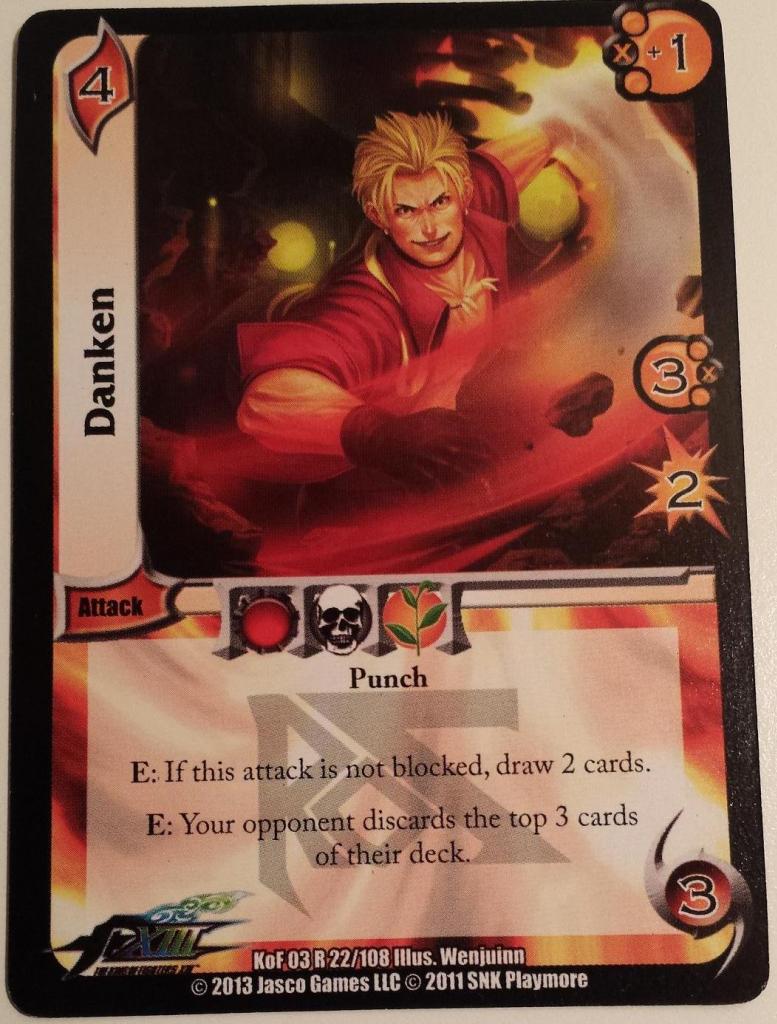 4
+1
Danken
3
2
Attack
Punch
E: If this attack is not blocked, draw 2 cards.
E: Your opponent discards the top 3 cards
of their deck.
3
XIII
KoF 03 R 22/108 Illus. Wenjuinn
© 2013 Jasco Games LLC © 2011 SNK Playmore